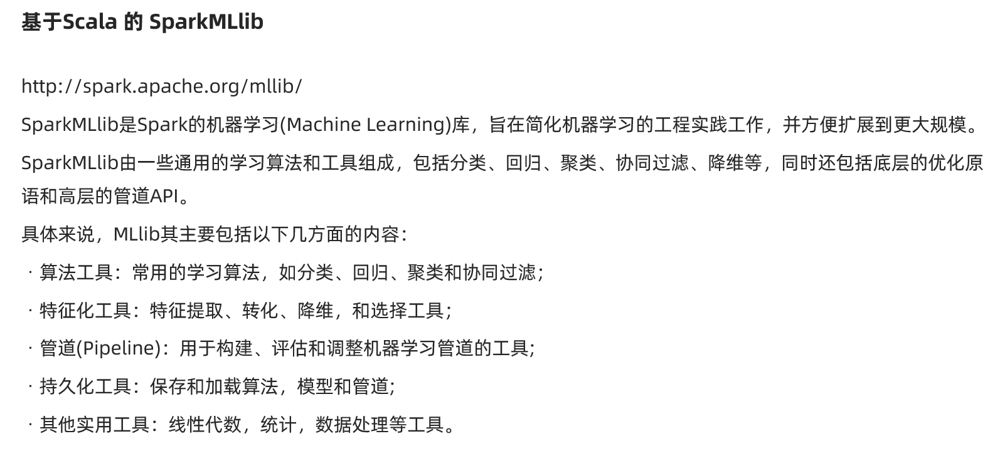 基于Scala 的 SparkMLlib
http://spark.apache.org/mllib/
SparkMLlib是Spark的机器学习(Machine Learning)库，旨在简化机器学习的工程实践工作，并方便扩展到更大规模。
SparkMLlib由一些通用的学习算法和工具组成，包括分类、回归、聚类、协同过滤、降维等，同时还包括底层的优化原
语和高层的管道API。
具体来说，MLlib其主要包括以下几方面的内容：
· 算法工具：常用的学习算法，如分类、回归、聚类和协同过滤；
· 特征化工具：特征提取、转化、降维，和选择工具；
· 管道(Pipeline)：用于构建、评估和调整机器学习管道的工具;
· 持久化工具：保存和加载算法，模型和管道;
· 其他实用工具：线性代数，统计，数据处理等工具。